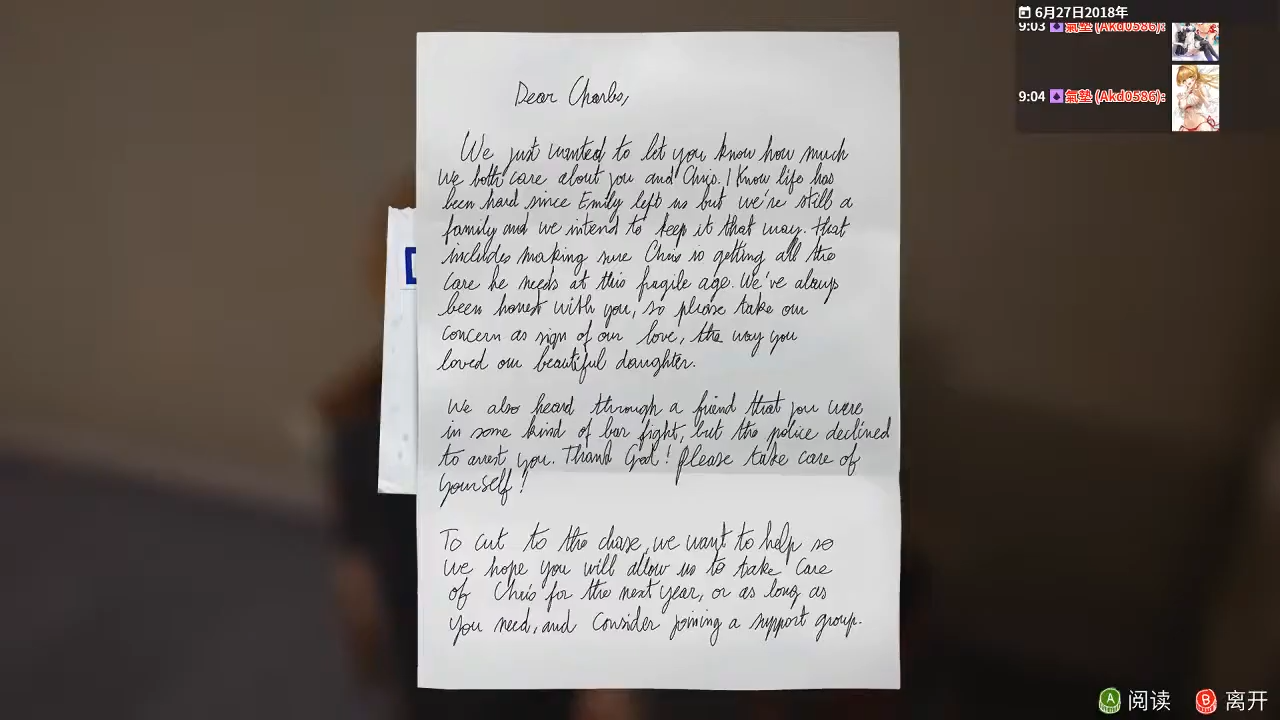 6月27日2018年
9:03 氣墊 (Akd0586):
9:04 氣墊 (Akd0586):
Dear Charles,
We just wanted to let you know how much
we both care about you and Chris. I know life has
been hard since Emily left us but we're still a
family and we intend to keep it that way. That
includes making sure Chris is getting all the
care he needs at this fragile age. We've always
been honest with you, so please take our
concern as sign of our love, the way you
loved our beautiful daughter.
We also heard through a friend that you were
in some kind of bar fight, but the police declined
to arrest you. Thank God! please take care of
yourself!
To cut to the chase, we want to help so
we hope you will allow us to take care
of Chris for the next year, or as long as
you need, and consider joining a support group.
A 阅读 B 离开